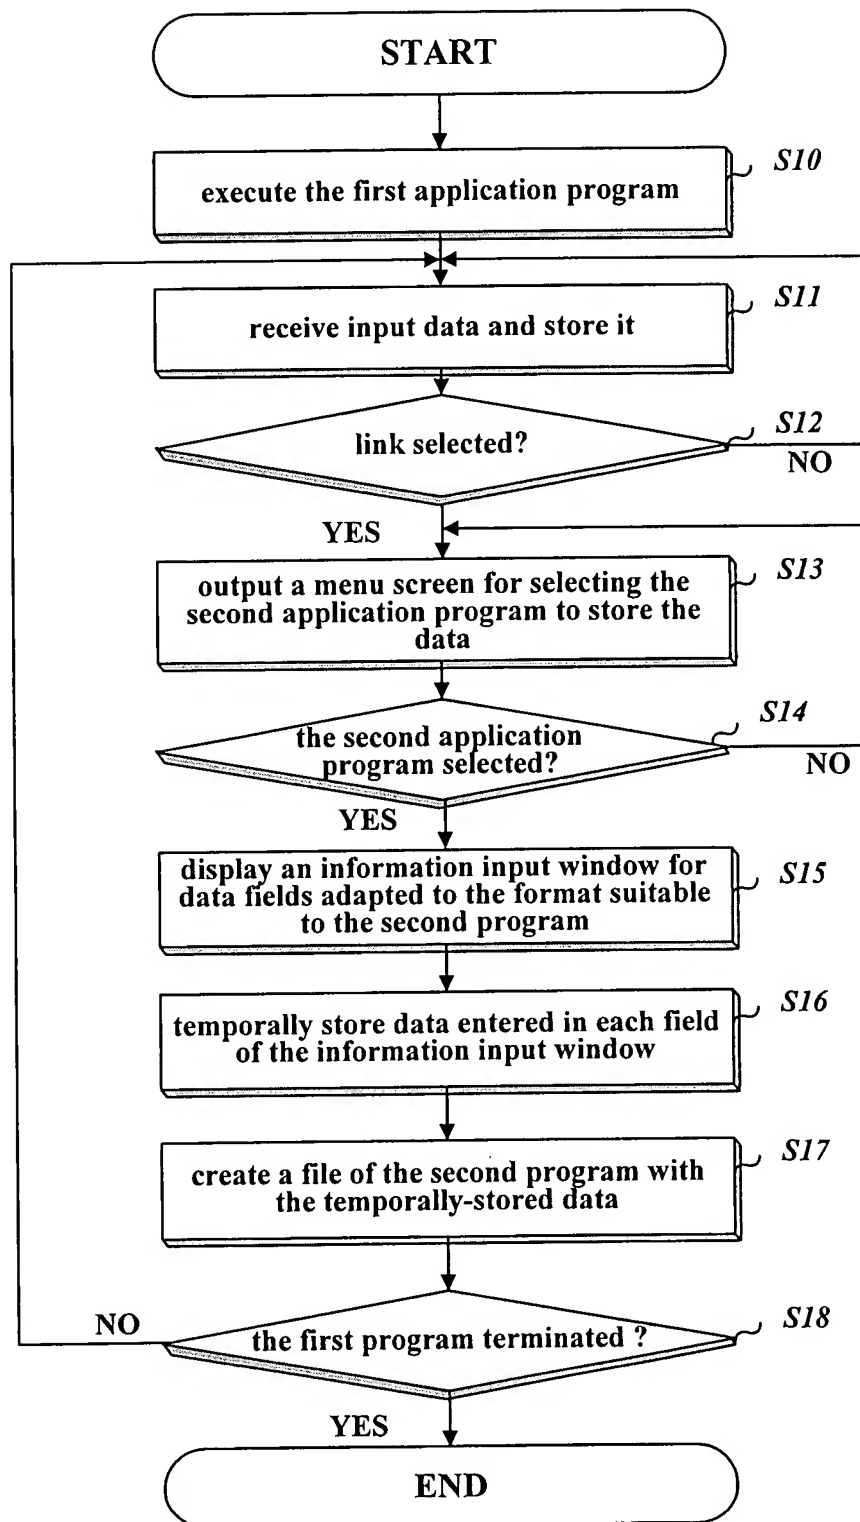 START
S10
execute the first application program
S11
receive input data and store it
S12
link selected?
NO
YES
S13
output a menu screen for selecting the
second application program to store the
data
S14
the second application
program selected?
NO
YES
S15
display an information input window for
data fields adapted to the format suitable
to the second program
S16
temporally store data entered in each field
of the information input window
S17
create a file of the second program with
the temporally-stored data
S18
NO
the first program terminated ?
YES
END